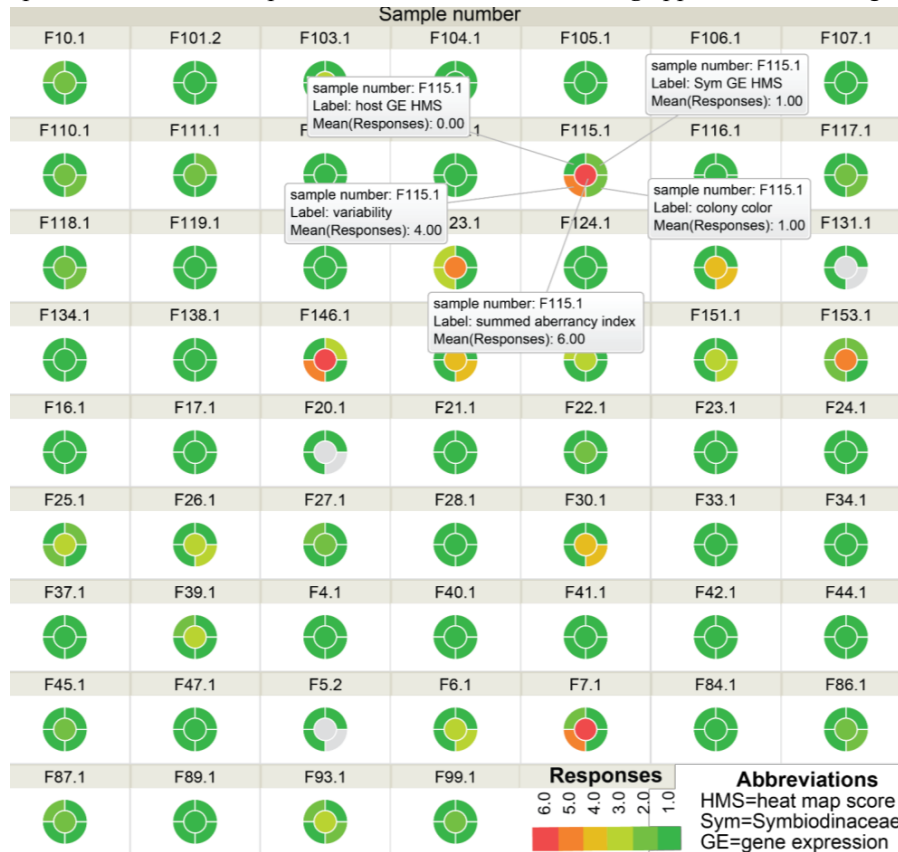 Sample number
F10.1 F101.2 F103.1 F104.1 F105.1 F106.1 F107.1
sample number: F115.1
Label: Sym GE HMS
Mean(Responses): 1.00
sample number: F115.1
Label: host GE HMS
Mean(Responses): 0.00
F110.1 F111.1 F115.1 F116.1 F117.1
sample number: F115.1
Label: colony color
Mean(Responses): 1.00
sample number: F115.1
Label: variability
Mean(Responses): 4.00
F118.1 F119.1 23.1 F124.1 F131.1
sample number: F115.1
Label: summed aberrancy index
Mean(Responses): 6.00
F134.1 F138.1 F146.1 F151.1 F153.1
F16.1 F17.1 F20.1 F21.1 F22.1 F23.1 F24.1
F25.1 F26.1 F27.1 F28.1 F30.1 F33.1 F34.1
F37.1 F39.1 F4.1 F40.1 F41.1 F42.1 F44.1
F45.1 F47.1 F5.2 F6.1 F7.1 F84.1 F86.1
F87.1 F89.1 F93.1 F99.1
Responses
6.0 5.0 4.0 3.0 2.0 1.0
Abbreviations
HMS=heat map score
Sym=Symbiodinaceae
GE=gene expression